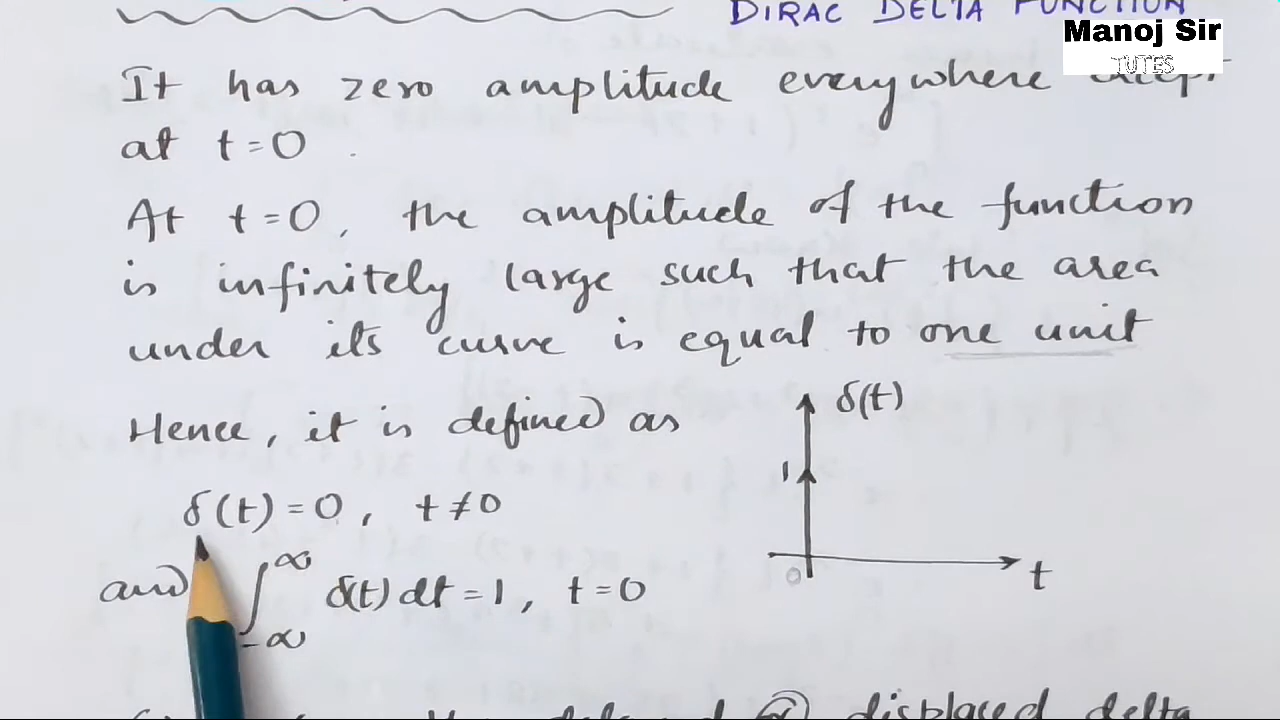 DIRAC DELTA FUNCTION
Manoj Sir
TUTES
It has zero amplitude everywhere except
at t=0.
At t=0, the amplitude of the function
is infinitely large such that the area
under its curve is equal to one unit
Hence, it is defined as
δ(t)
1
δ(t)=0, t≠0
0
t
and ∫_{-∞}^{∞} δ(t) dt = 1, t=0
displaced delta